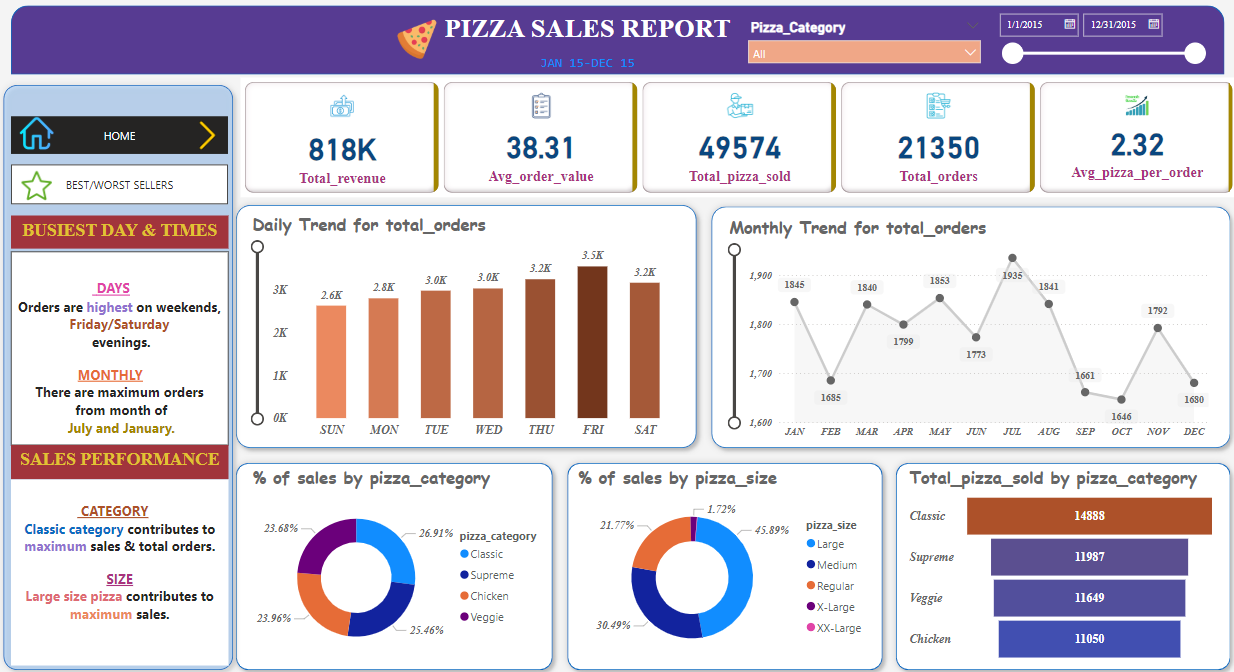 PIZZA SALES REPORT
JAN 15-DEC 15
Pizza_Category
All
1/1/2015
12/31/2015
HOME
BEST/WORST SELLERS
BUSIEST DAY & TIMES
DAYS
Orders are highest on weekends,
Friday/Saturday
evenings.
MONTHLY
There are maximum orders
from month of
July and January.
SALES PERFORMANCE
CATEGORY
Classic category contributes to
maximum sales & total orders.
SIZE
Large size pizza contributes to
maximum sales.
818K
Total_revenue
38.31
Avg_order_value
49574
Total_pizza_sold
21350
Total_orders
2.32
Avg_pizza_per_order
Daily Trend for total_orders
3K
2K
1K
0K
2.6K
2.8K
3.0K
3.0K
3.2K
3.5K
3.2K
SUN MON TUE WED THU FRI SAT
Monthly Trend for total_orders
1,900
1,800
1,700
1,600
1845
1685
1840
1799
1853
1773
1935
1841
1661
1646
1792
1680
JAN FEB MAR APR MAY JUN JUL AUG SEP OCT NOV DEC
% of sales by pizza_category
23.68%
26.91%
23.96%
25.46%
pizza_category
Classic
Supreme
Chicken
Veggie
% of sales by pizza_size
1.72%
21.77%
45.89%
30.49%
pizza_size
Large
Medium
Regular
X-Large
XX-Large
Total_pizza_sold by pizza_category
Classic 14888
Supreme 11987
Veggie 11649
Chicken 11050